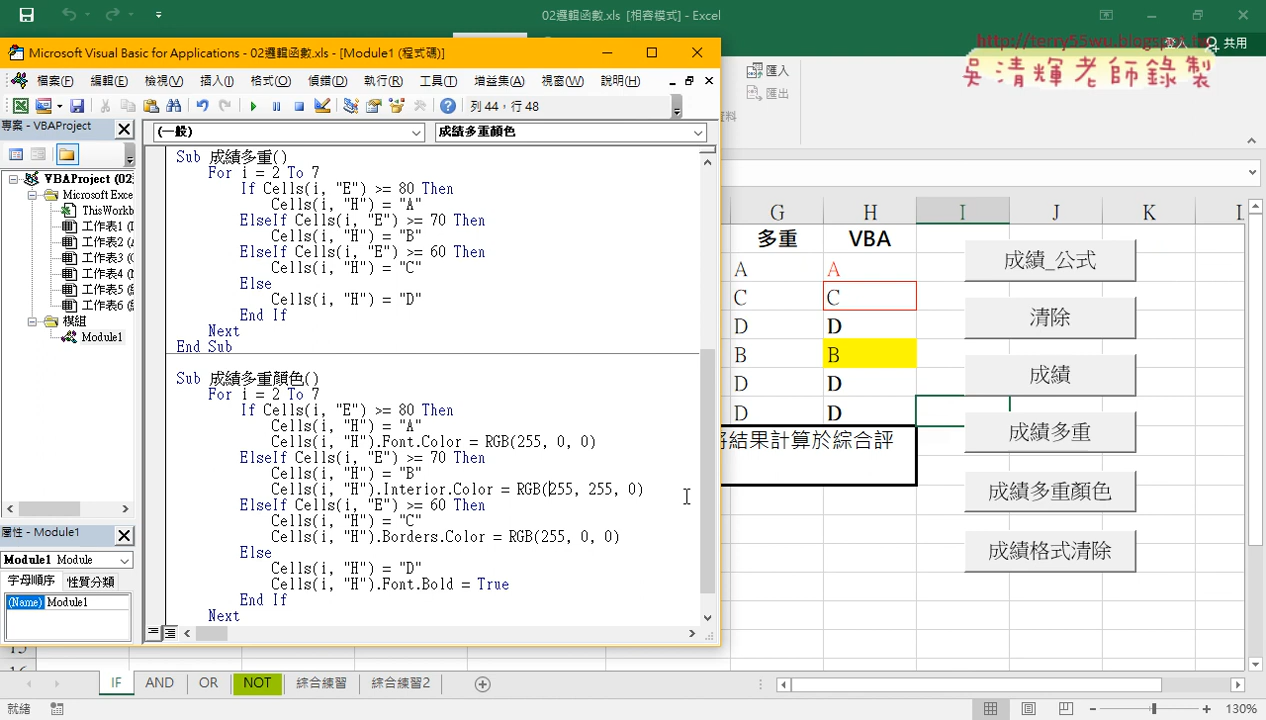 02邏輯函數.xls [相容模式] - Excel
http://terry55wu.blogspot.tw
登入 共用
吳清輝老師錄製
Microsoft Visual Basic for Applications - 02邏輯函數.xls - [Module1 (程式碼)]
檔案(F) 編輯(E) 檢視(V) 插入(I) 格式(O) 偵錯(D) 執行(R) 工具(T) 增益集(A) 視窗(W) 說明(H)
匯入
匯出
列 44，行 48
專案 - VBAProject
(一般) 成績多重顏色
VBAProject (02
Microsoft Exce
ThisWorkb
工作表1
工作表2
工作表3
工作表4
工作表5
工作表6
模組
Module1
屬性 - Module1
Module1 Module
字母順序 性質分類
(Name) Module1
Sub 成績多重()
For i = 2 To 7
If Cells(i, "E") >= 80 Then
Cells(i, "H") = "A"
ElseIf Cells(i, "E") >= 70 Then
Cells(i, "H") = "B"
ElseIf Cells(i, "E") >= 60 Then
Cells(i, "H") = "C"
Else
Cells(i, "H") = "D"
End If
Next
End Sub
Sub 成績多重顏色()
For i = 2 To 7
If Cells(i, "E") >= 80 Then
Cells(i, "H") = "A"
Cells(i, "H").Font.Color = RGB(255, 0, 0)
ElseIf Cells(i, "E") >= 70 Then
Cells(i, "H") = "B"
Cells(i, "H").Interior.Color = RGB(255, 255, 0)
ElseIf Cells(i, "E") >= 60 Then
Cells(i, "H") = "C"
Cells(i, "H").Borders.Color = RGB(255, 0, 0)
Else
Cells(i, "H") = "D"
Cells(i, "H").Font.Bold = True
End If
Next
G H I J K L
多重 VBA
A A
C C
D D
B B
D D
D D
將結果計算於綜合評
成績_公式
清除
成績
成績多重
成績多重顏色
成績格式清除
15
IF AND OR NOT 綜合練習 綜合練習2
就緒
130%